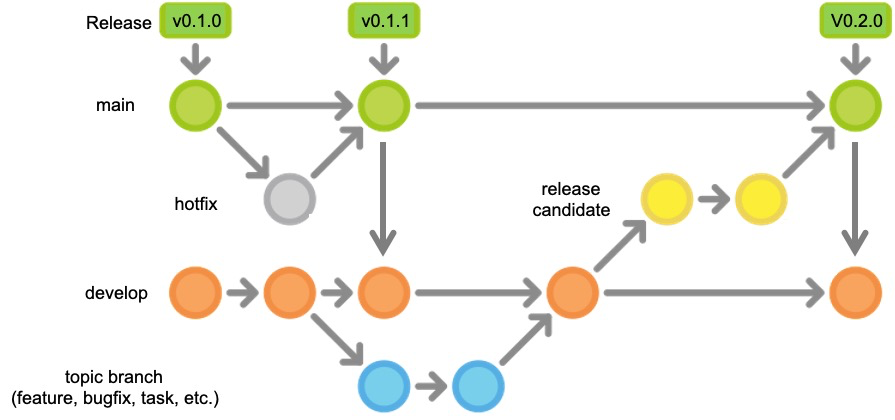 Release
v0.1.0
v0.1.1
V0.2.0
main
hotfix
release
candidate
develop
topic branch
(feature, bugfix, task, etc.)